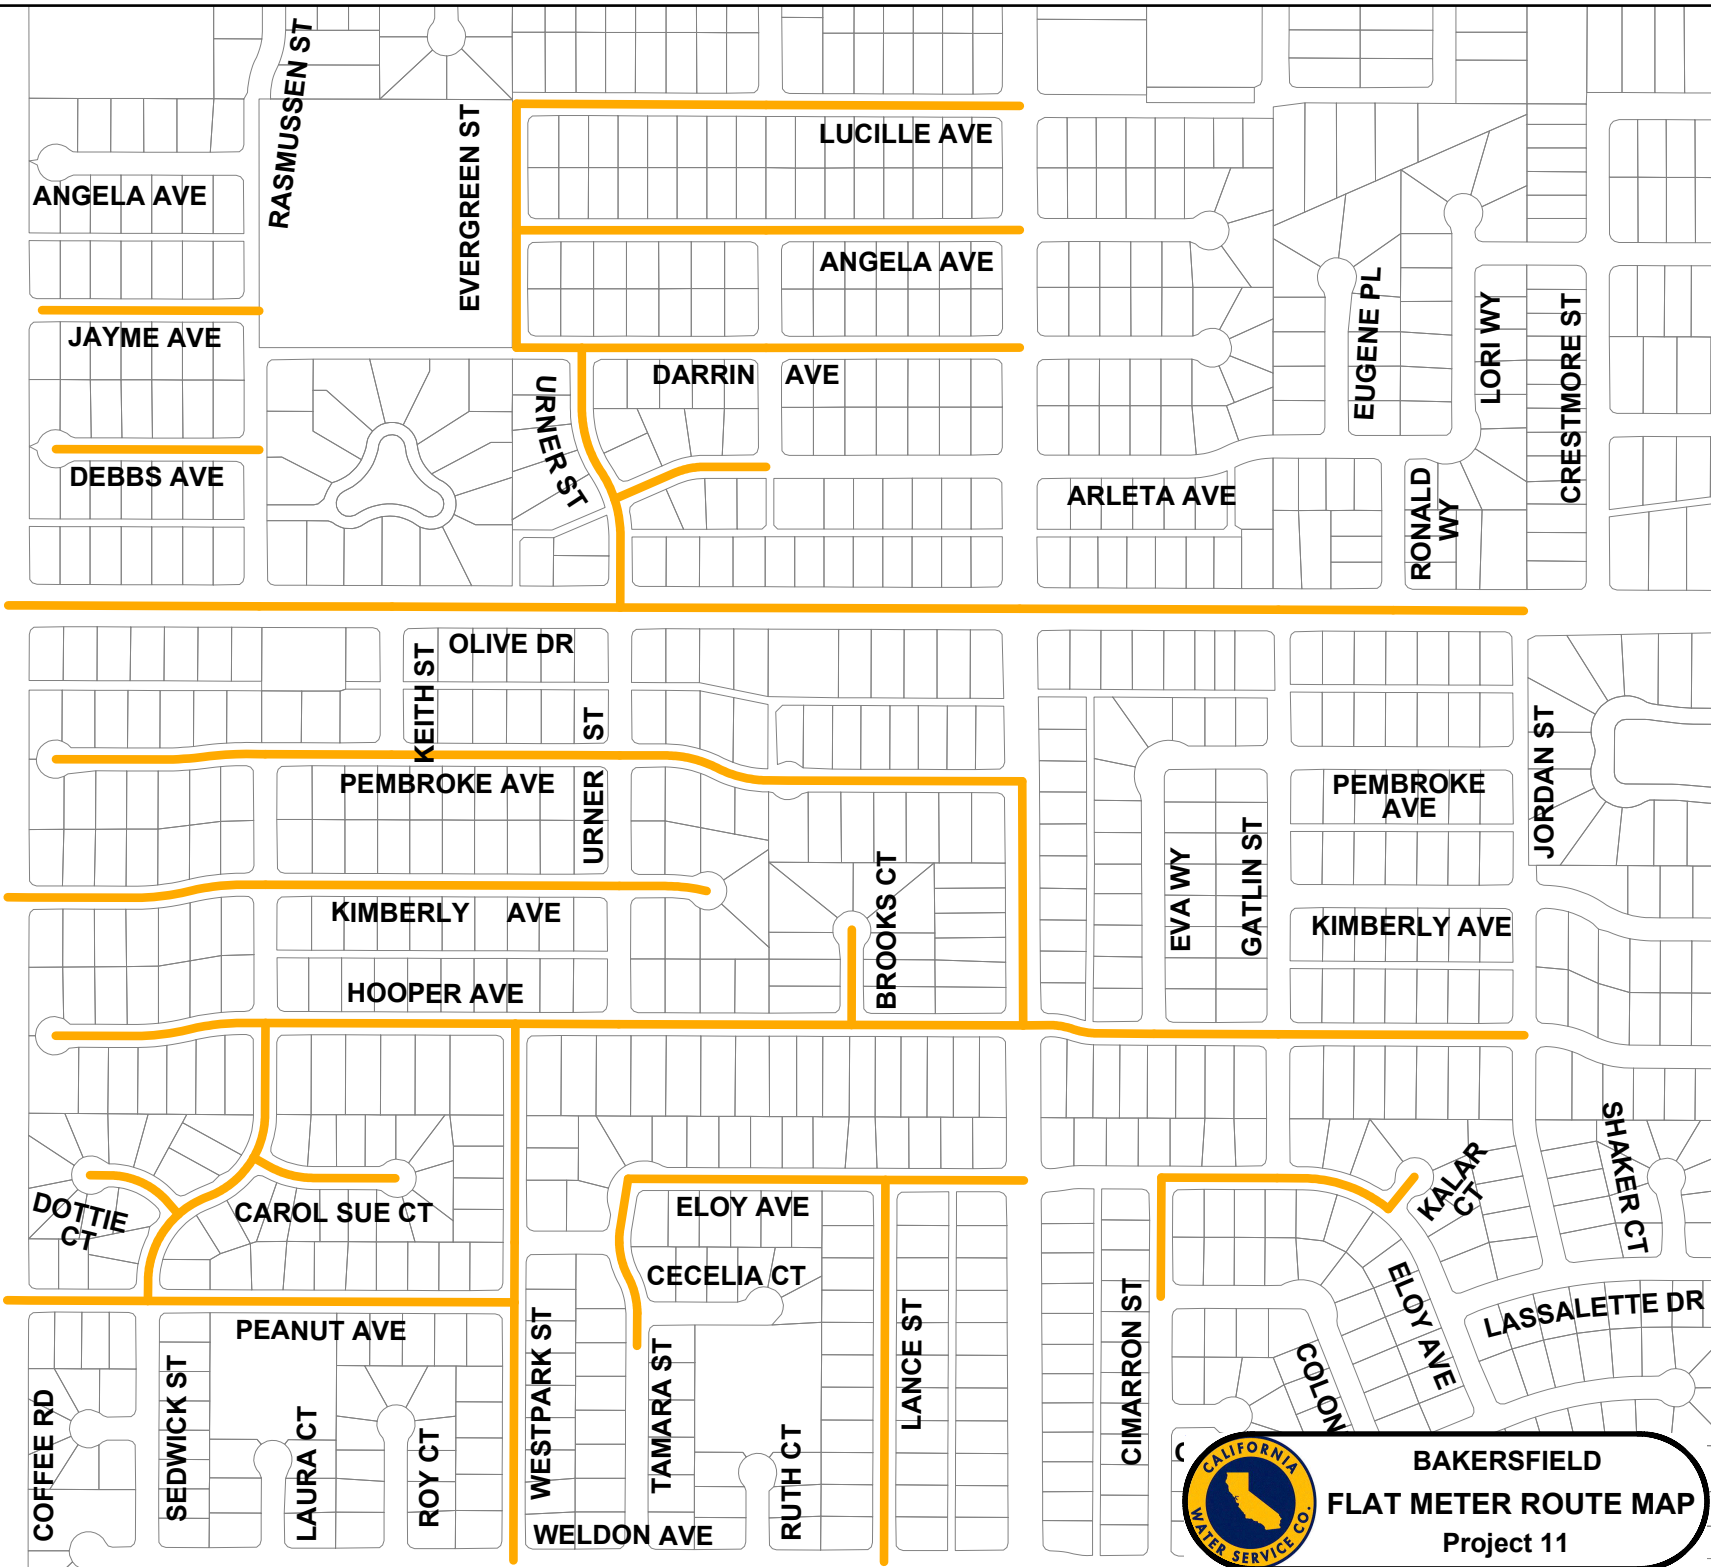 RASMUSSEN ST
EVERGREEN ST
LUCILLE AVE
ANGELA AVE
ANGELA AVE
JAYME AVE
EUGENE PL
LORI WY
CRESTMORE ST
DARRIN AVE
URNER ST
DEBBS AVE
ARLETA AVE
RONALD
WY
OLIVE DR
KEITH ST
URNER ST
PEMBROKE AVE
PEMBROKE
AVE
JORDAN ST
BROOKS CT
EVA WY
GATLIN ST
KIMBERLY AVE
KIMBERLY AVE
HOOPER AVE
DOTTIE
CT
CAROL SUE CT
ELOY AVE
KALAR
CT
SHAKER CT
CECELIA CT
PEANUT AVE
WESTPARK ST
TAMARA ST
LANCE ST
CIMARRON ST
ELOY AVE
LASSALETTE DR
COLON
COFFEE RD
SEDWICK ST
LAURA CT
ROY CT
RUTH CT
WELDON AVE
CALIFORNIA
WATER SERVICE CO.
BAKERSFIELD
FLAT METER ROUTE MAP
Project 11